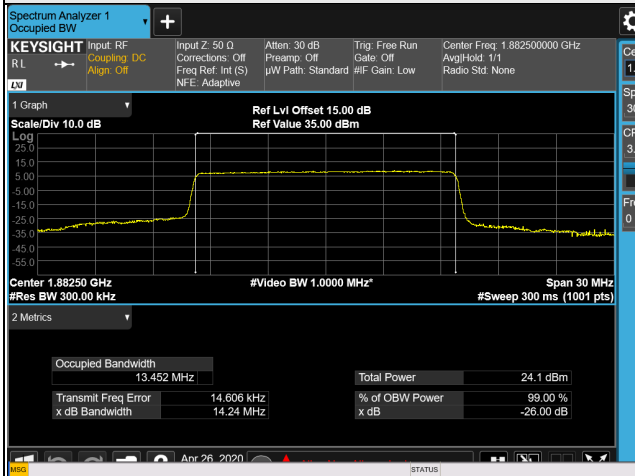 Spectrum Analyzer 1
Occupied BW
+
KEYSIGHT
RL
LXI
Input: RF
Coupling: DC
Align: Off
Input Z: 50 Ω
Corrections: Off
Freq Ref: Int (S)
NFE: Adaptive
Atten: 30 dB
Preamp: Off
µW Path: Standard
Trig: Free Run
Gate: Off
#IF Gain: Low
Center Freq: 1.882500000 GHz
Avg|Hold: 1/1
Radio Std: None
1 Graph
Scale/Div 10.0 dB
Ref Lvl Offset 15.00 dB
Ref Value 35.00 dBm
Log
25.0
15.0
5.00
-5.00
-15.0
-25.0
-35.0
-45.0
-55.0
Center 1.88250 GHz
#Res BW 300.00 kHz
#Video BW 1.0000 MHz*
Span 30 MHz
#Sweep 300 ms (1001 pts)
2 Metrics
Occupied Bandwidth
13.452 MHz
Total Power 24.1 dBm
Transmit Freq Error 14.606 kHz
% of OBW Power 99.00 %
x dB Bandwidth 14.24 MHz
x dB -26.00 dB
Apr 26, 2020
MSG
STATUS